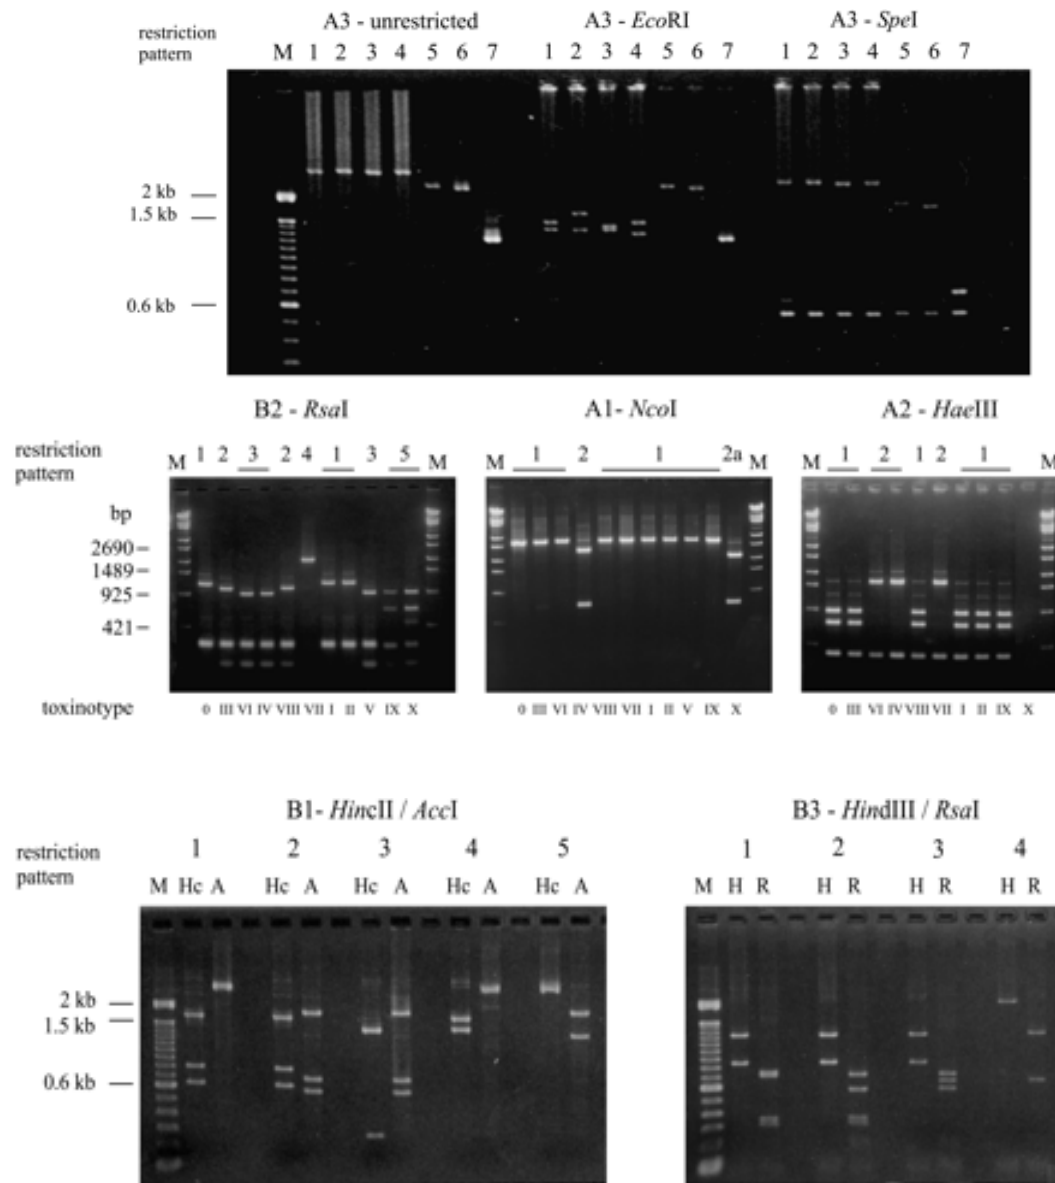 A3 - unrestricted A3 - EcoRI A3 - SpeI
restriction
pattern M 1 2 3 4 5 6 7 1 2 3 4 5 6 7 1 2 3 4 5 6 7
2 kb
1.5 kb
0.6 kb
B2 - RsaI A1- NcoI A2 - HaeIII
restriction
pattern M 1 2 3 2 4 1 3 5 M M 1 2 1 2a M M 1 2 1 2 1 M
bp
2690
1489
925
421
toxinotype 0 III VI IV VIII VII I II V IX X 0 III VI IV VIII VII I II V IX X 0 III VI IV VIII VII I II IX X
B1- HincII / AccI B3 - HindIII / RsaI
restriction
pattern 1 2 3 4 5 1 2 3 4
M Hc A Hc A Hc A Hc A Hc A M H R H R H R H R
2 kb
1.5 kb
0.6 kb